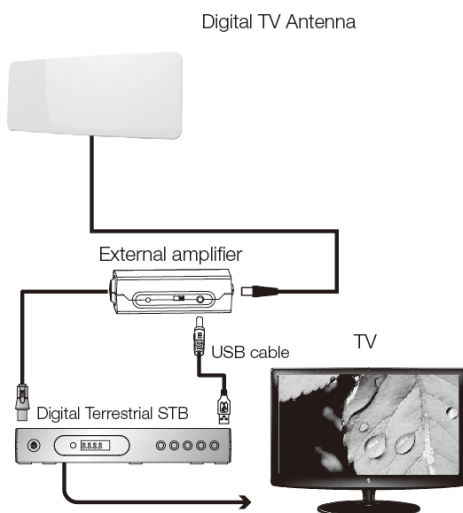 Digital TV Antenna
External amplifier
USB cable
TV
Digital Terrestrial STB